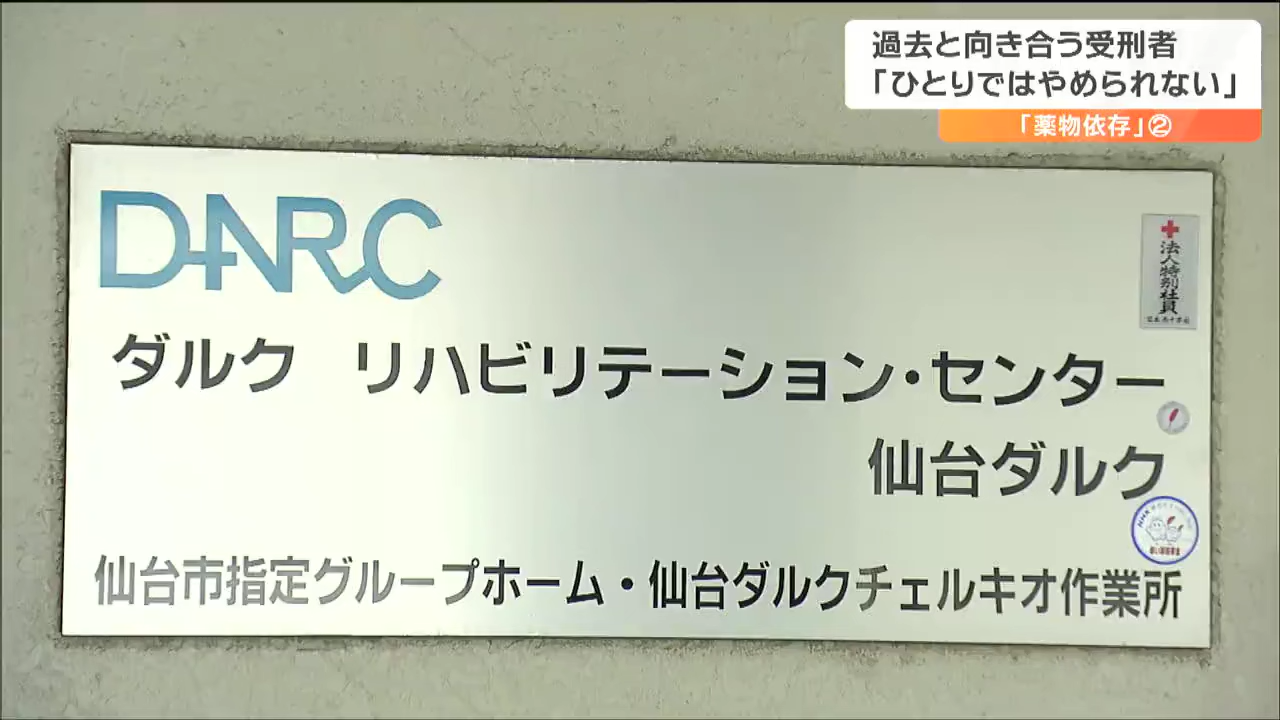 過去と向き合う受刑者
「ひとりではやめられない」
「薬物依存」②
DARC
法人特別社員
ダルク リハビリテーション・センター
仙台ダルク
仙台市指定グループホーム・仙台ダルクチェルキオ作業所